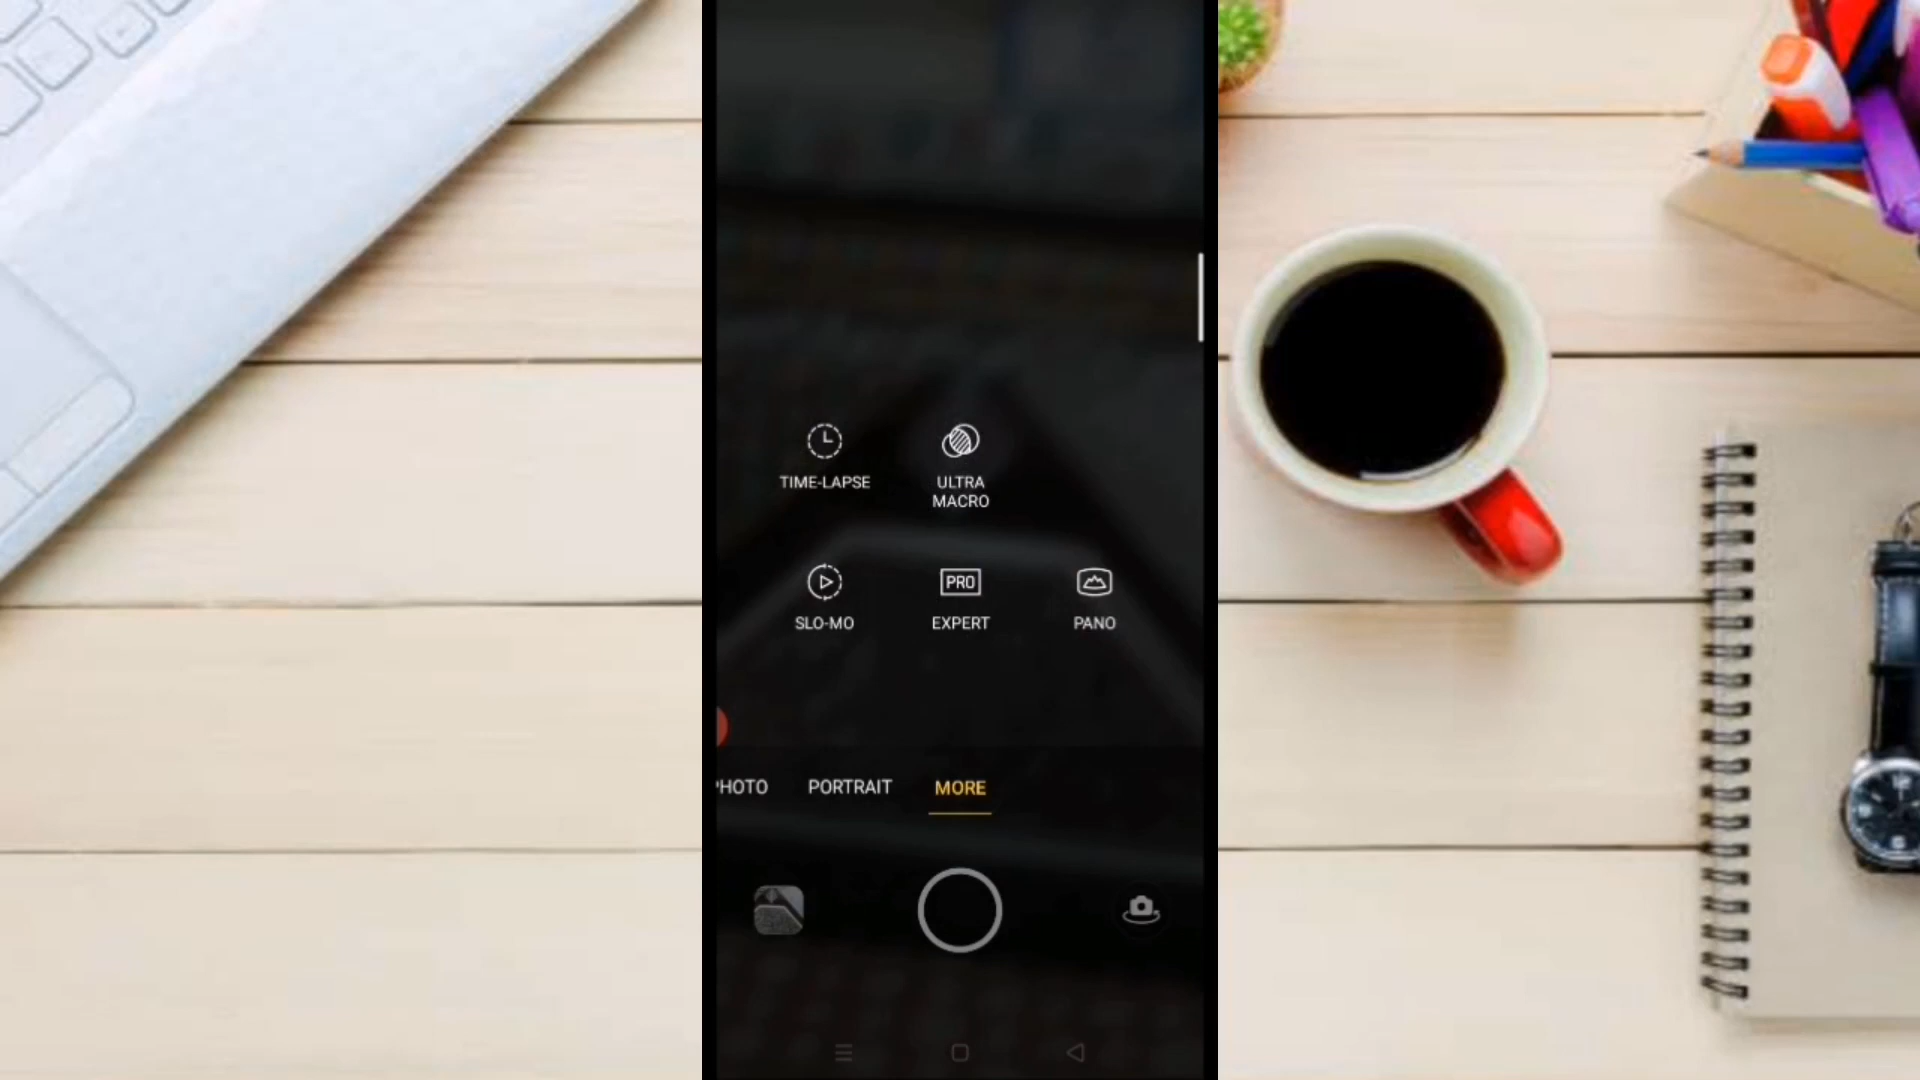 TIME-LAPSE
ULTRA
MACRO
PRO
SLO-MO
EXPERT
PANO
HOTO
PORTRAIT
MORE